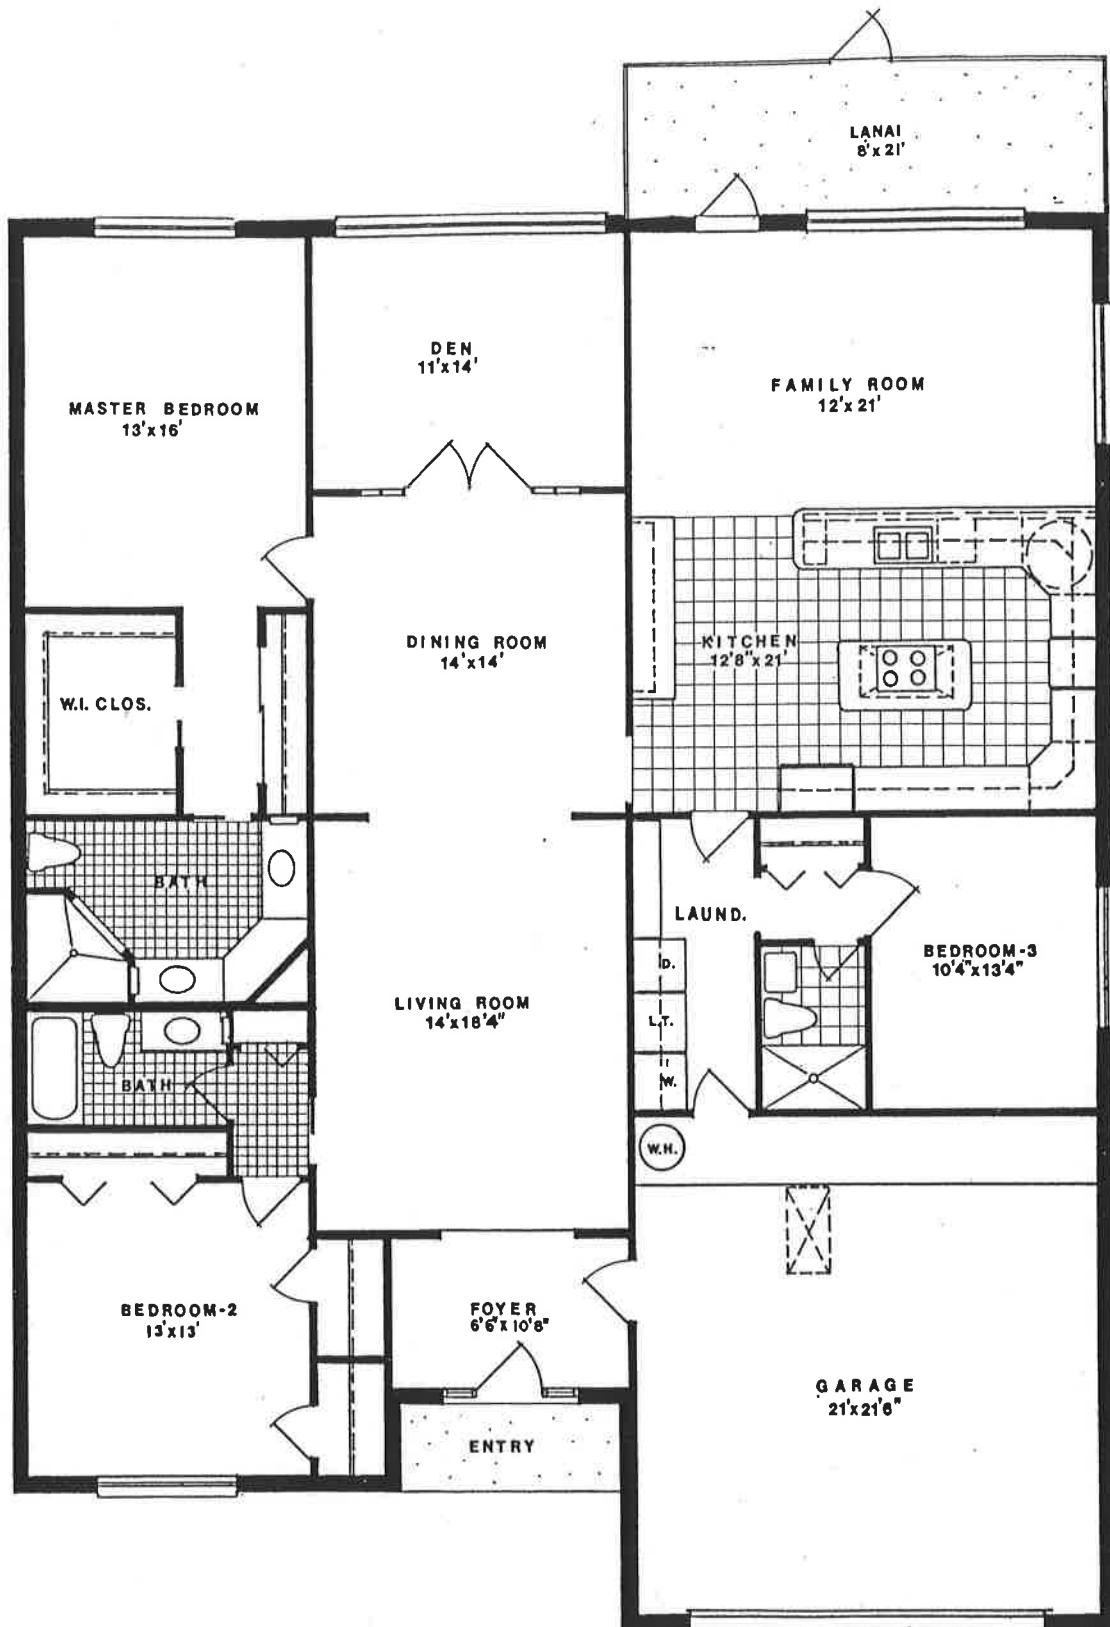 LANAI
8'x21'
DEN
11'x14'
FAMILY ROOM
12'x21'
MASTER BEDROOM
13'x16'
DINING ROOM
14'x14'
KITCHEN
12'8"x21'
W.I. CLOS.
BATH
LAUND.
BEDROOM-3
10'4"x13'4"
D.
LIVING ROOM
14'x18'4"
L.T.
BATH
W.
W.H.
BEDROOM-2
13'x13'
FOYER
6'6"x10'8"
GARAGE
21'x21'6"
ENTRY